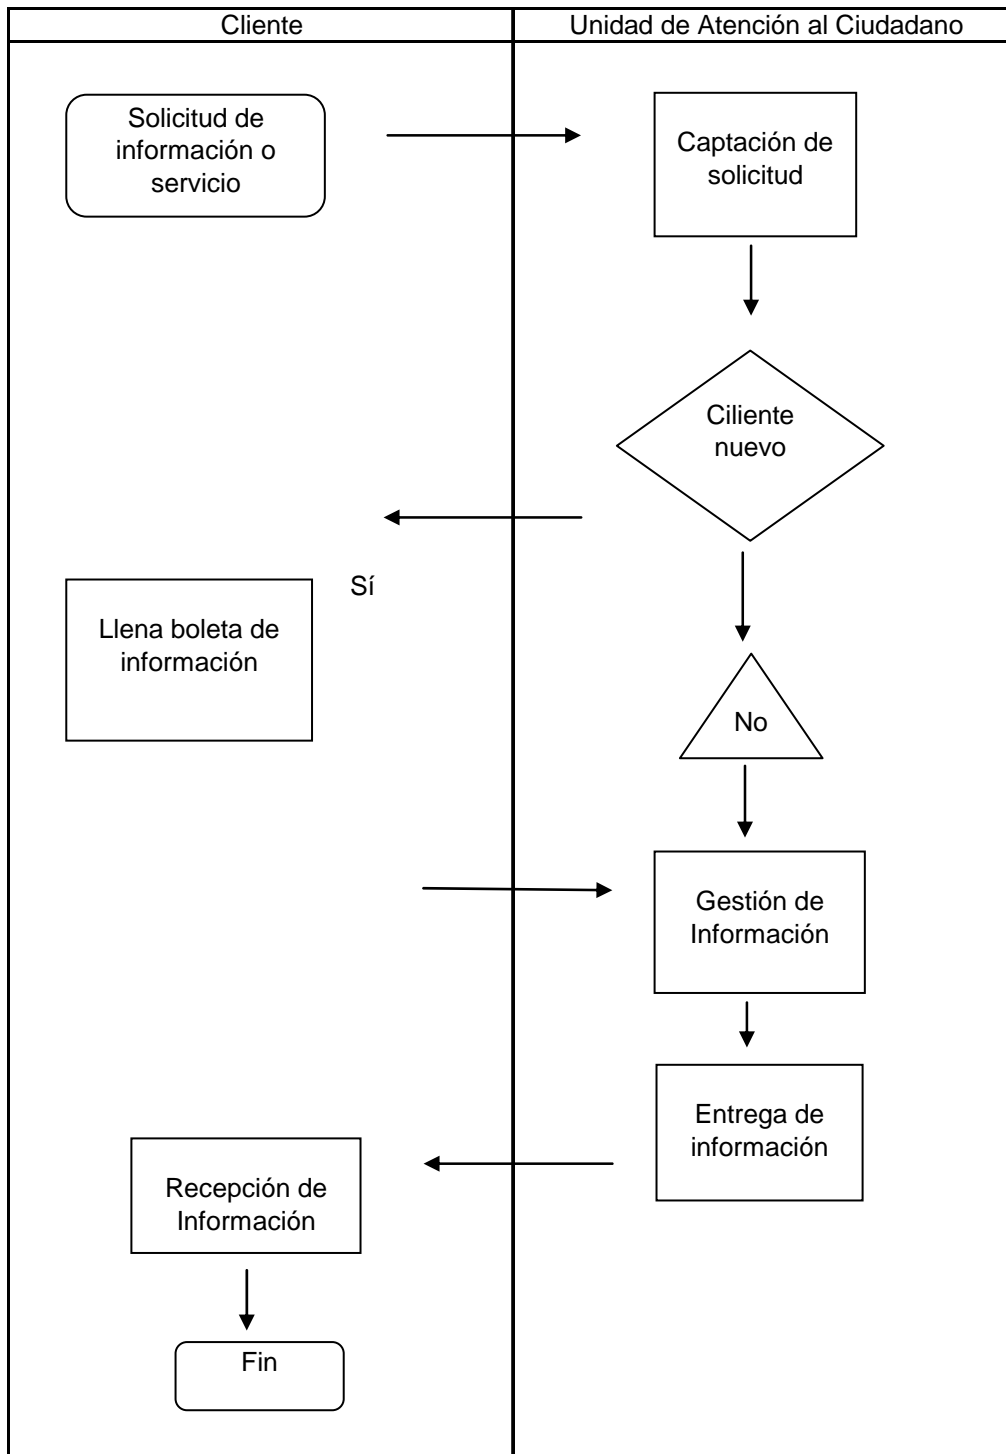 Cliente
Unidad de Atención al Ciudadano
Solicitud de
información o
servicio
Captación de
solicitud
Ciliente
nuevo
Sí
Llena boleta de
información
No
Gestión de
Información
Entrega de
información
Recepción de
Información
Fin